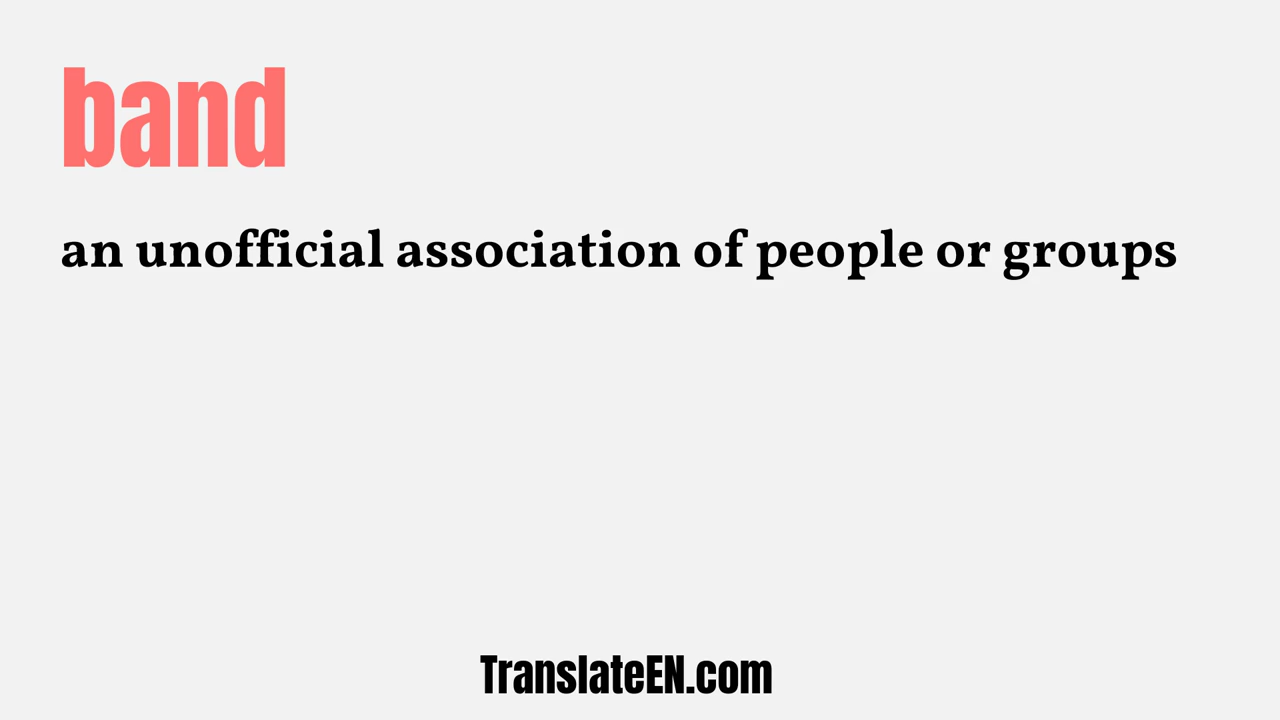 band
an unofficial association of people or groups
TranslateEN.com